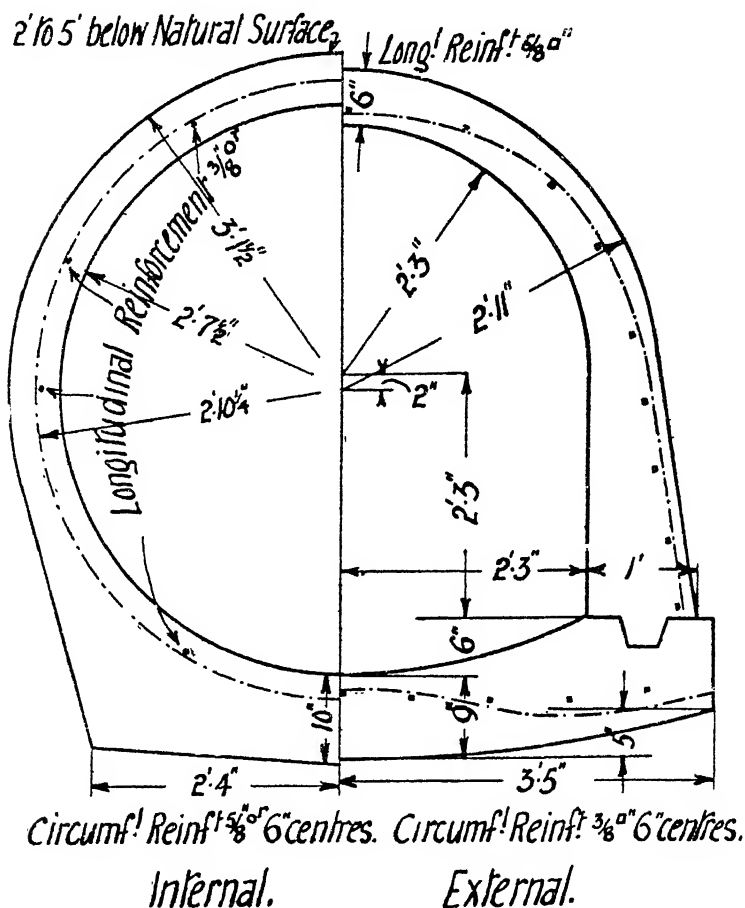 2' to 5' below Natural Surface
Long! Reinf.t 5/8 □"
6"
Longitudinal Reinforcement 3/8" or
3'.1½"
2'.7½"
2'.10¼"
2'.3"
2'.11"
2"
2'.3"
2'.3"
1'
6"
10"
9"
5"
2'.4"
3'.5"
Circumf! Reinf.t 5/8" or 6" centres.
Circumf! Reinf.t 3/8 □" 6" centres.
Internal.
External.